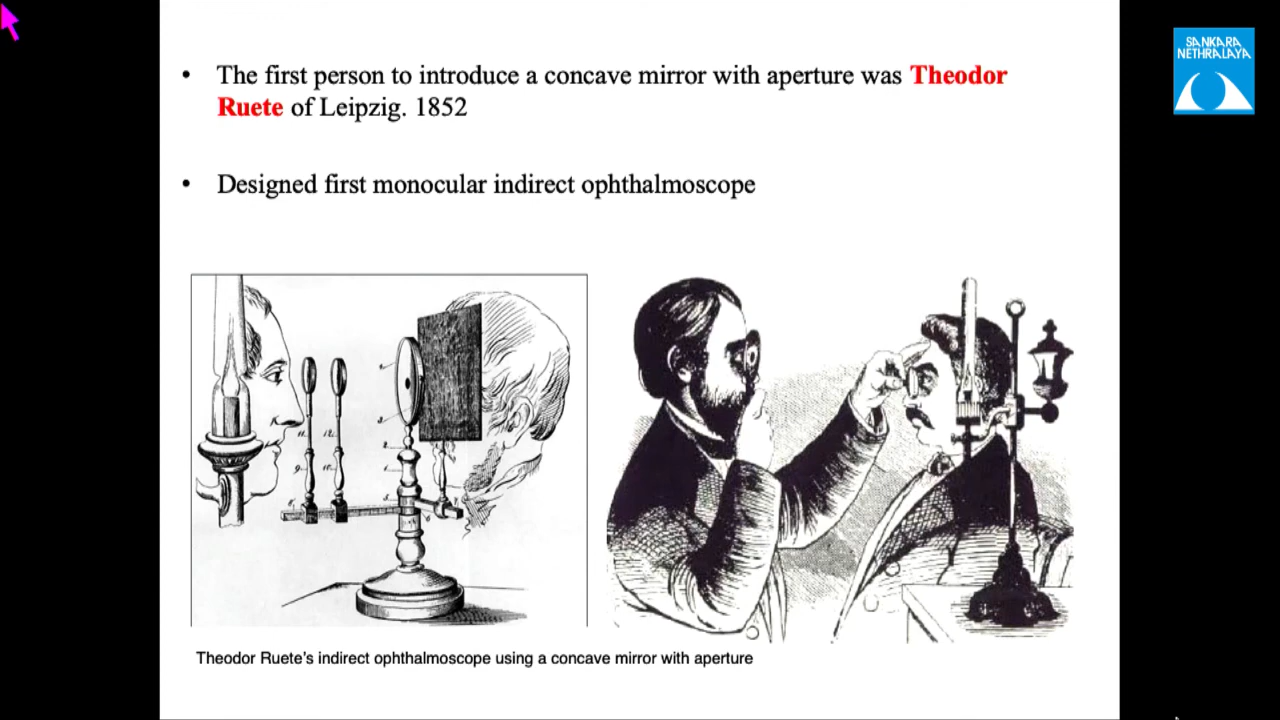 SANKARA
NETHRALAYA
• The first person to introduce a concave mirror with aperture was Theodor
Ruete of Leipzig. 1852
• Designed first monocular indirect ophthalmoscope
Theodor Ruete's indirect ophthalmoscope using a concave mirror with aperture